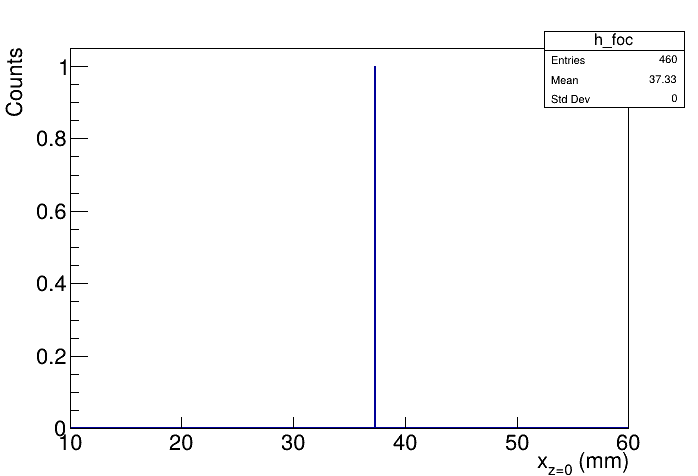 h_foc
Entries 460
Mean 37.33
Std Dev 0
Counts
1
0.8
0.6
0.4
0.2
0
10 20 30 40 50 60
x_{z=0} (mm)